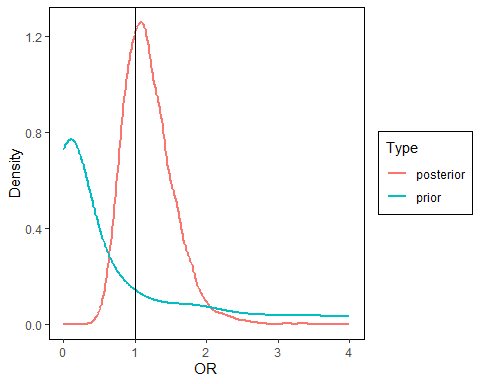 1.2
0.8
0.4
0.0
Density
0 1 2 3 4
OR
Type
posterior
prior